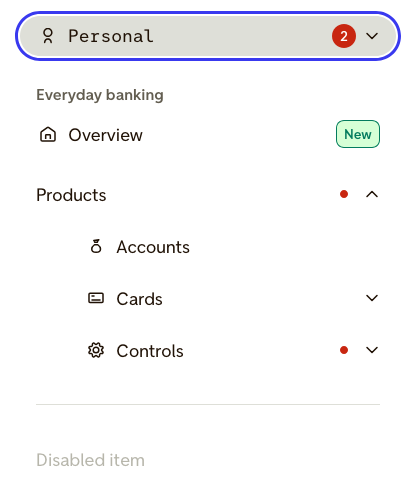 Personal 2
Everyday banking
Overview New
Products
Accounts
Cards
Controls
Disabled item